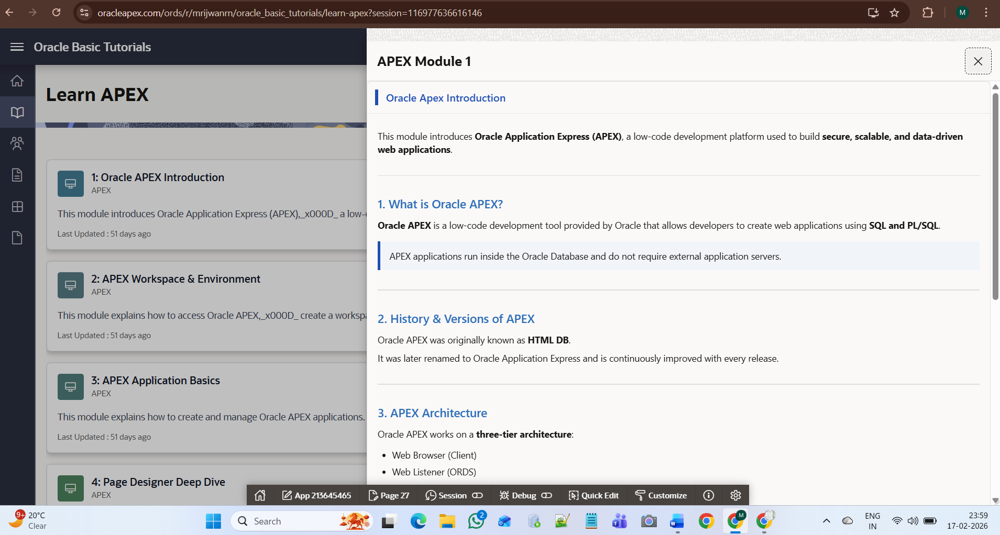 oracleapex.com/ords/r/mrijwanrn/oracle_basic_tutorials/learn-apex?session=116977636616146
M
Oracle Basic Tutorials
Learn APEX
1: Oracle APEX Introduction
APEX
This module introduces Oracle Application Express (APEX),_x000D_ a low-
Last Updated : 51 days ago
2: APEX Workspace & Environment
APEX
This module explains how to access Oracle APEX,_x000D_ create a workspa
Last Updated : 51 days ago
3: APEX Application Basics
APEX
This module explains how to create and manage Oracle APEX applications.
Last Updated : 51 days ago
4: Page Designer Deep Dive
APEX
APEX Module 1
Oracle Apex Introduction
This module introduces Oracle Application Express (APEX), a low-code development platform used to build secure, scalable, and data-driven
web applications.
1. What is Oracle APEX?
Oracle APEX is a low-code development tool provided by Oracle that allows developers to create web applications using SQL and PL/SQL.
APEX applications run inside the Oracle Database and do not require external application servers.
2. History & Versions of APEX
Oracle APEX was originally known as HTML DB.
It was later renamed to Oracle Application Express and is continuously improved with every release.
3. APEX Architecture
Oracle APEX works on a three-tier architecture:
• Web Browser (Client)
• Web Listener (ORDS)
App 213645465 Page 27 Session Debug Quick Edit Customize
9+ 20°C
Clear
Search
2
M
ENG
IN
23:59
17-02-2026